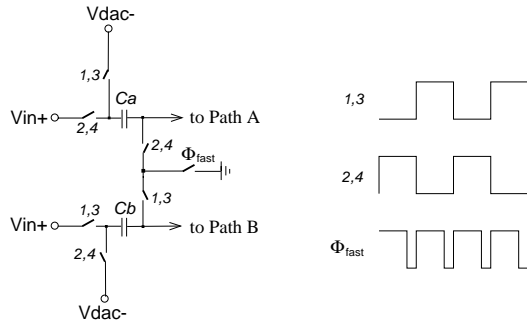 Vdac-
1,3
Ca
Vin+
2,4
to Path A
2,4
Φfast
1,3
1,3
Cb
Vin+
to Path B
2,4
Vdac-
1,3
2,4
Φfast